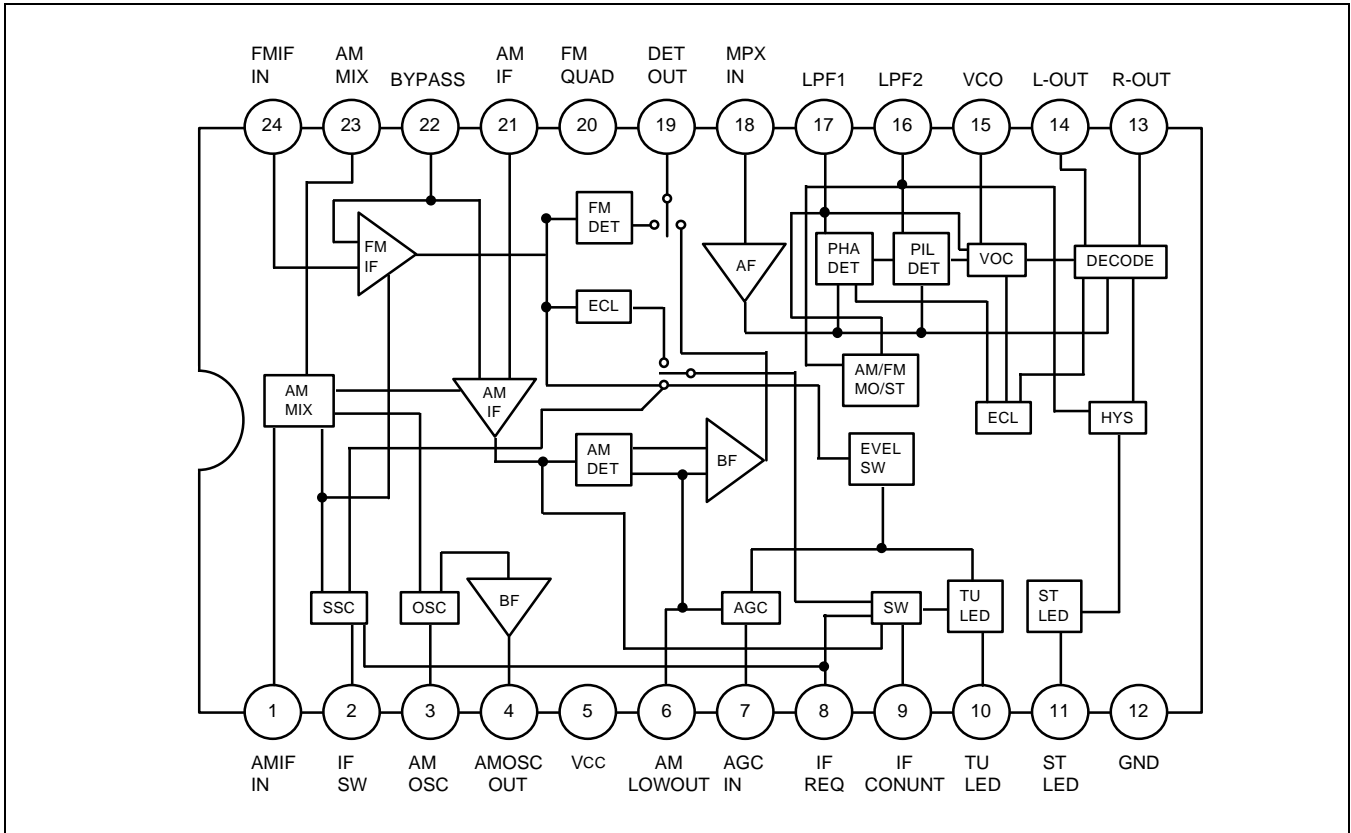 FMIF IN
AM MIX
BYPASS
AM IF
FM QUAD
DET OUT
MPX IN
LPF1
LPF2
VCO
L-OUT
R-OUT
24
23
22
21
20
19
18
17
16
15
14
13
FM IF
FM DET
AF
PHA DET
PIL DET
VOC
DECODE
ECL
AM MIX
AM IF
AM/FM MO/ST
ECL
HYS
AM DET
BF
EVEL SW
SSC
OSC
BF
AGC
SW
TU LED
ST LED
1
2
3
4
5
6
7
8
9
10
11
12
AMIF IN
IF SW
AM OSC
AMOSC OUT
VCC
AM LOWOUT
AGC IN
IF REQ
IF CONUNT
TU LED
ST LED
GND